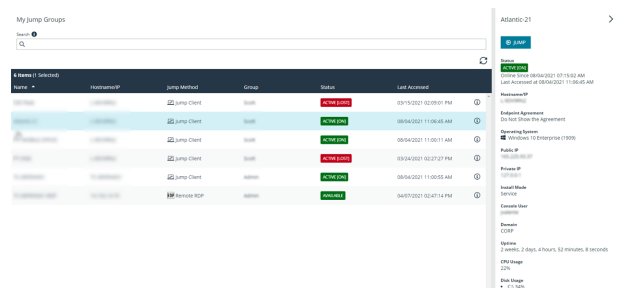 My Jump Groups
Search
6 Items (1 Selected)
Name Hostname/IP Jump Method Group Status Last Accessed
Jump Client ACTIVE [LOST] 03/15/2021 02:09:01 PM
Jump Client ACTIVE [ON] 08/04/2021 11:06:45 AM
Jump Client ACTIVE [ON] 08/04/2021 11:00:11 AM
Jump Client ACTIVE [LOST] 03/24/2021 02:27:27 PM
Jump Client ACTIVE [ON] 08/04/2021 11:00:55 AM
RDP Remote RDP AVAILABLE 04/07/2021 02:47:14 PM
Atlantic-21
JUMP
Status
ACTIVE [ON]
Online Since 08/04/2021 07:15:02 AM
Last Accessed at 08/04/2021 11:06:45 AM
Hostname/IP
Endpoint Agreement
Do Not Show the Agreement
Operating System
Windows 10 Enterprise (1909)
Public IP
Private IP
Install Mode
Service
Console User
Domain
CORP
Uptime
2 weeks, 2 days, 4 hours, 52 minutes, 8 seconds
CPU Usage
22%
Disk Usage
• C:\ 34%